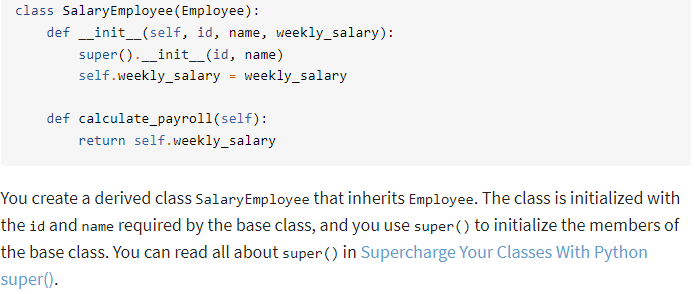 class SalaryEmployee(Employee):
    def __init__(self, id, name, weekly_salary):
        super().__init__(id, name)
        self.weekly_salary = weekly_salary

    def calculate_payroll(self):
        return self.weekly_salary

You create a derived class SalaryEmployee that inherits Employee. The class is initialized with
the id and name required by the base class, and you use super() to initialize the members of
the base class. You can read all about super() in Supercharge Your Classes With Python
super().